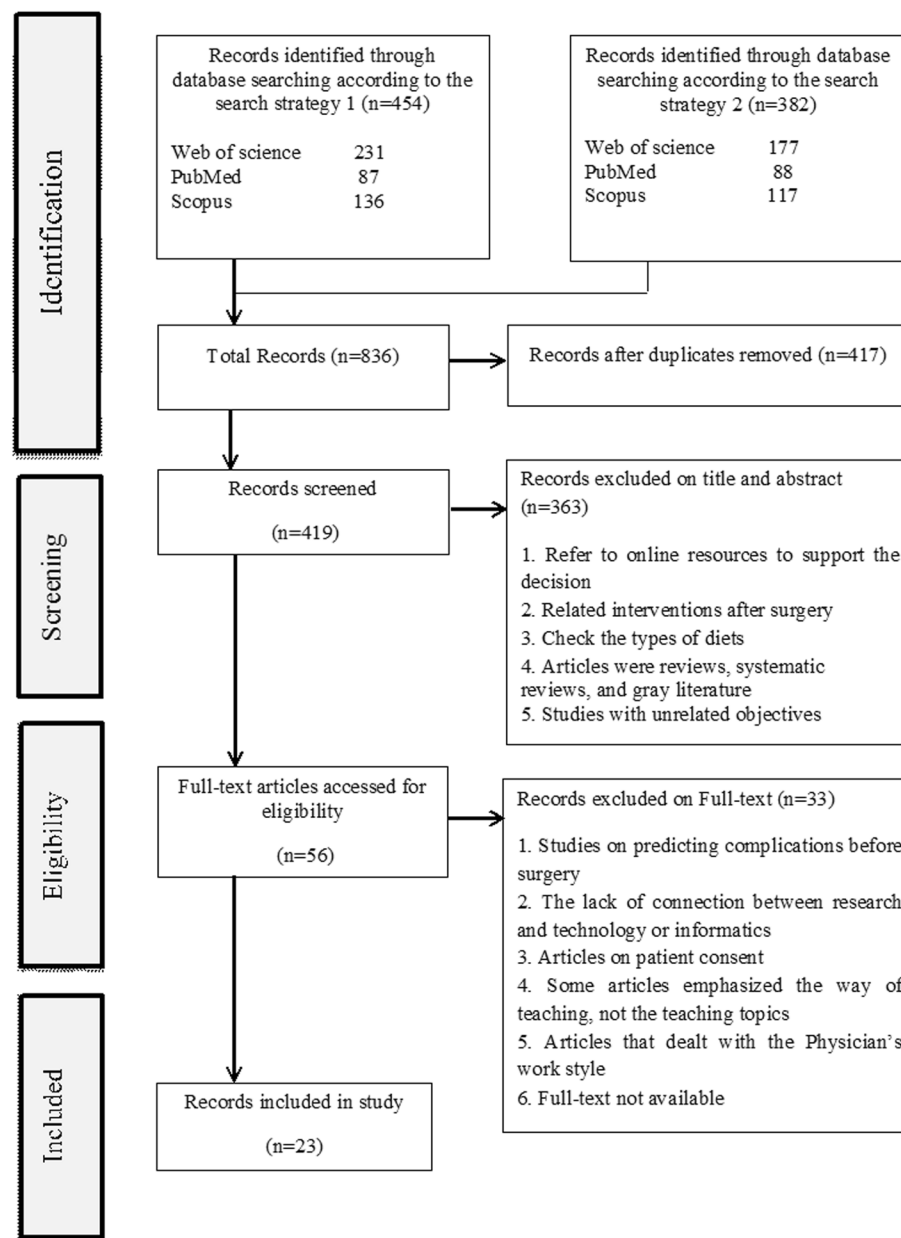 Identification
Records identified through
database searching according to the
search strategy 1 (n=454)
Web of science 231
PubMed 87
Scopus 136
Records identified through database
searching according to the search
strategy 2 (n=382)
Web of science 177
PubMed 88
Scopus 117
Total Records (n=836)
Records after duplicates removed (n=417)
Screening
Records screened
(n=419)
Records excluded on title and abstract
(n=363)
1. Refer to online resources to support the
decision
2. Related interventions after surgery
3. Check the types of diets
4. Articles were reviews, systematic
reviews, and gray literature
5. Studies with unrelated objectives
Eligibility
Full-text articles accessed for
eligibility
(n=56)
Records excluded on Full-text (n=33)
1. Studies on predicting complications before
surgery
2. The lack of connection between research
and technology or informatics
3. Articles on patient consent
4. Some articles emphasized the way of
teaching, not the teaching topics
5. Articles that dealt with the Physician's
work style
6. Full-text not available
Included
Records included in study
(n=23)